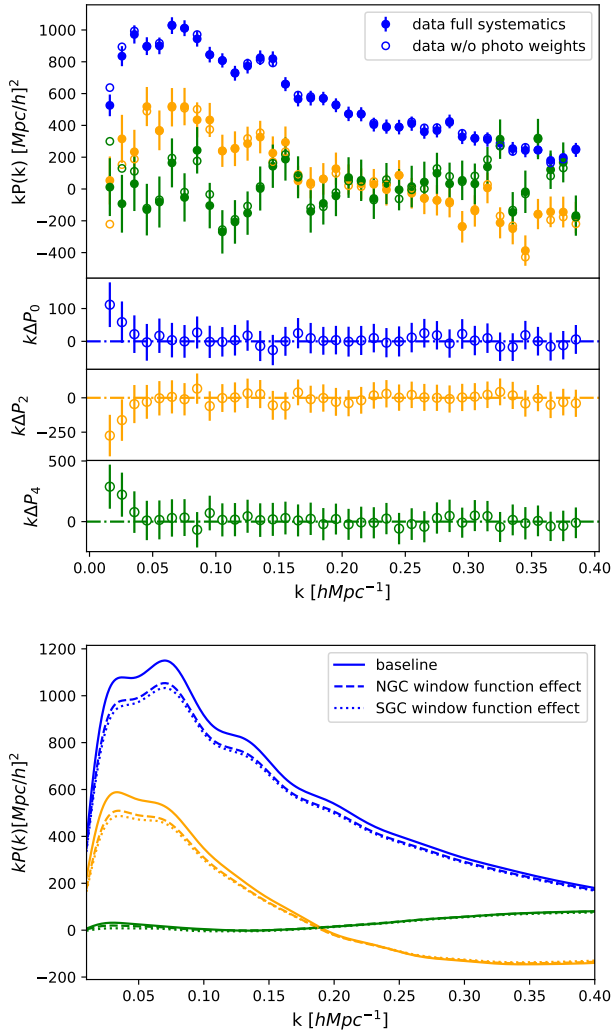 kP(k) [Mpc/h]²
1000
800
600
400
200
0
−200
−400
data full systematics
data w/o photo weights
kΔP₀
100
0
kΔP₂
0
−250
kΔP₄
500
0
0.00 0.05 0.10 0.15 0.20 0.25 0.30 0.35 0.40
k [hMpc⁻¹]
kP(k)[Mpc/h]²
1200
1000
800
600
400
200
0
−200
baseline
NGC window function effect
SGC window function effect
0.05 0.10 0.15 0.20 0.25 0.30 0.35 0.40
k [hMpc⁻¹]